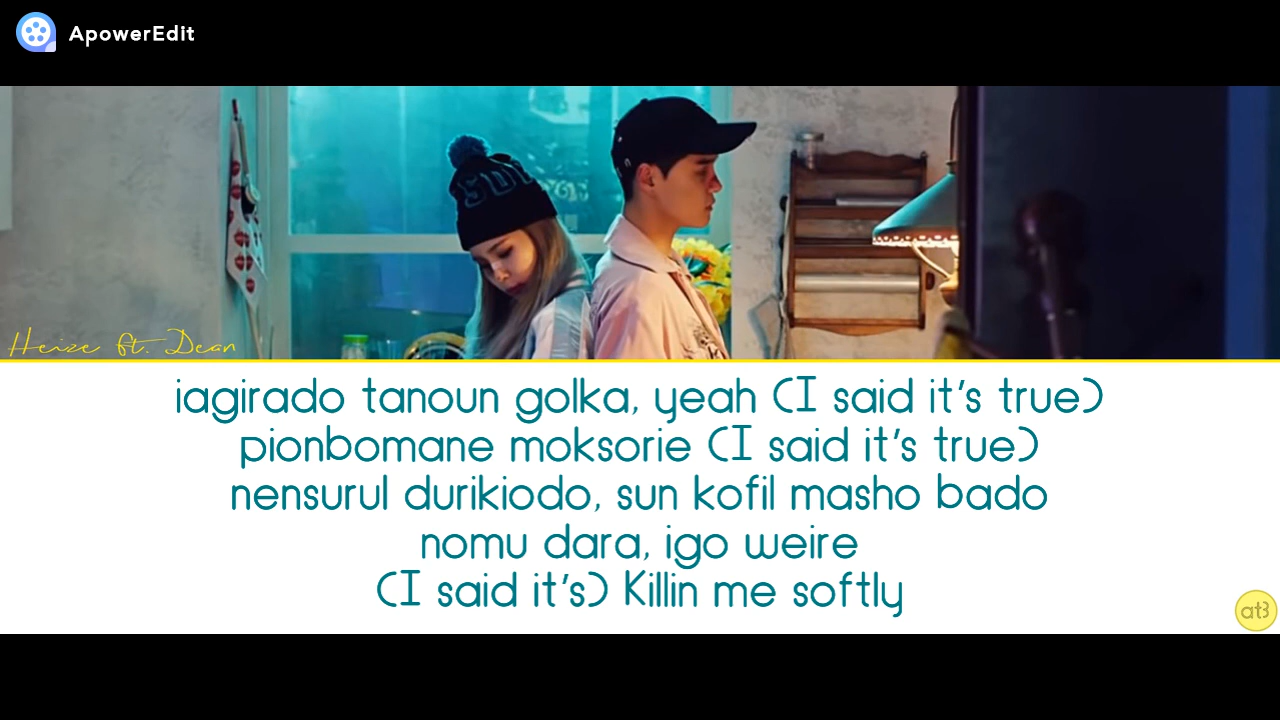 ApowerEdit
SUP
Heize ft. Dean
iagirado tanoun golka, yeah (I said it's true)
pionbomane moksorie (I said it's true)
nensurul durikiodo, sun kofil masho bado
nomu dara, igo weire
(I said it's) Killin me softly
at3